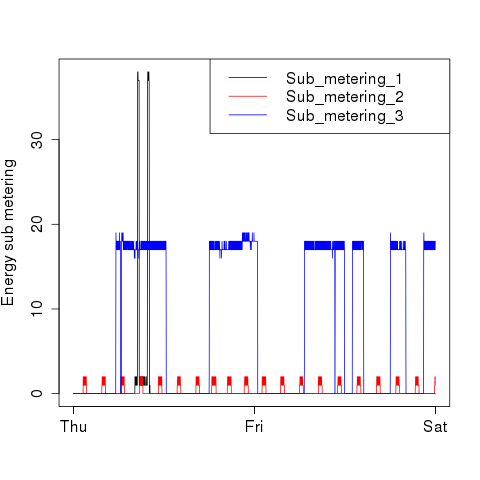 Sub_metering_1
Sub_metering_2
Sub_metering_3
Energy sub metering
30
20
10
0
Thu Fri Sat